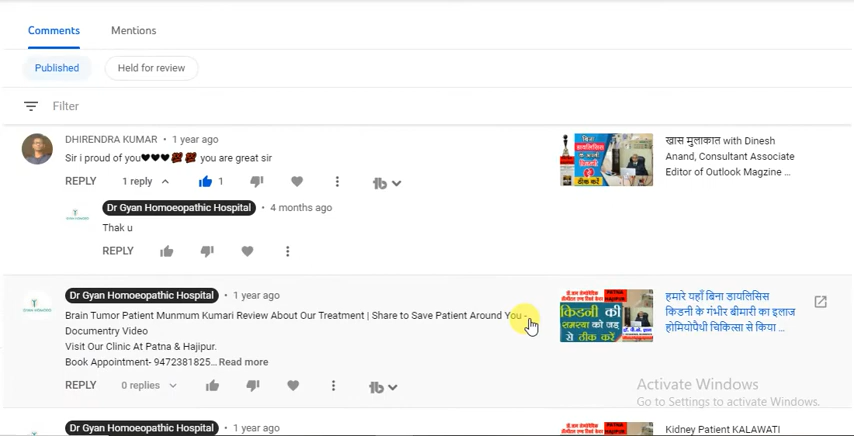 Comments
Mentions
Published
Held for review
Filter
DHIRENDRA KUMAR • 1 year ago
Sir i proud of you🖤🖤🖤💯💯 you are great sir
REPLY 1 reply 1
खास मुलाकात with Dinesh
Anand, Consultant Associate
Editor of Outlook Magzine ...
Dr Gyan Homoeopathic Hospital • 4 months ago
Thak u
REPLY
Dr Gyan Homoeopathic Hospital • 1 year ago
Brain Tumor Patient Munmum Kumari Review About Our Treatment | Share to Save Patient Around You -
Documentry Video
Visit Our Clinic At Patna & Hajipur.
Book Appointment- 9472381825... Read more
REPLY 0 replies
किडनी की
समस्या को जड़
से ठीक करें
हमारे यहाँ बिना डायलिसिस
किडनी के गंभीर बीमारी का इलाज
होमियोपैथी चिकित्सा से किया ...
Activate Windows
Go to Settings to activate Windows.
Dr Gyan Homoeopathic Hospital • 1 year ago
Kidney Patient KALAWATI